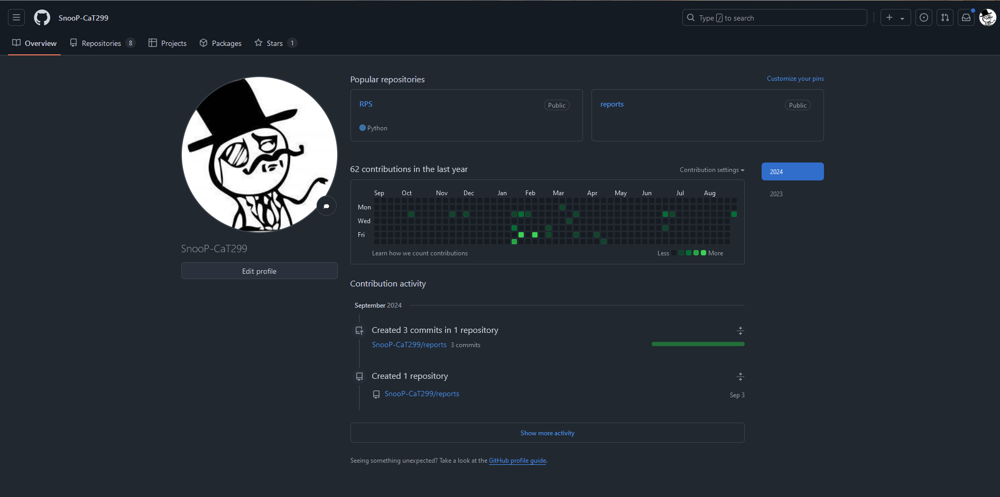 SnooP-CaT299
Type / to search
Overview
Repositories 8
Projects
Packages
Stars 1
SnooP-CaT299
Edit profile
Popular repositories
Customize your pins
RPS
Public
Python
reports
Public
62 contributions in the last year
Contribution settings
2024
2023
Sep Oct Nov Dec Jan Feb Mar Apr May Jun Jul Aug
Mon
Wed
Fri
Learn how we count contributions
Less More
Contribution activity
September 2024
Created 3 commits in 1 repository
SnooP-CaT299/reports 3 commits
Created 1 repository
SnooP-CaT299/reports
Sep 3
Show more activity
Seeing something unexpected? Take a look at the GitHub profile guide.